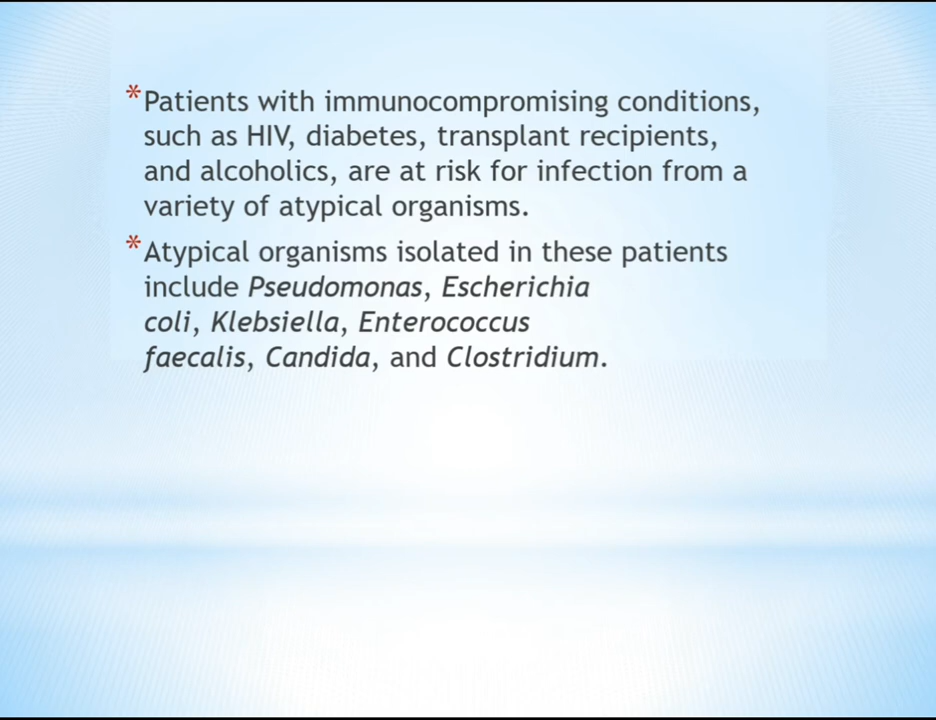 *Patients with immunocompromising conditions,
such as HIV, diabetes, transplant recipients,
and alcoholics, are at risk for infection from a
variety of atypical organisms.
*Atypical organisms isolated in these patients
include Pseudomonas, Escherichia
coli, Klebsiella, Enterococcus
faecalis, Candida, and Clostridium.